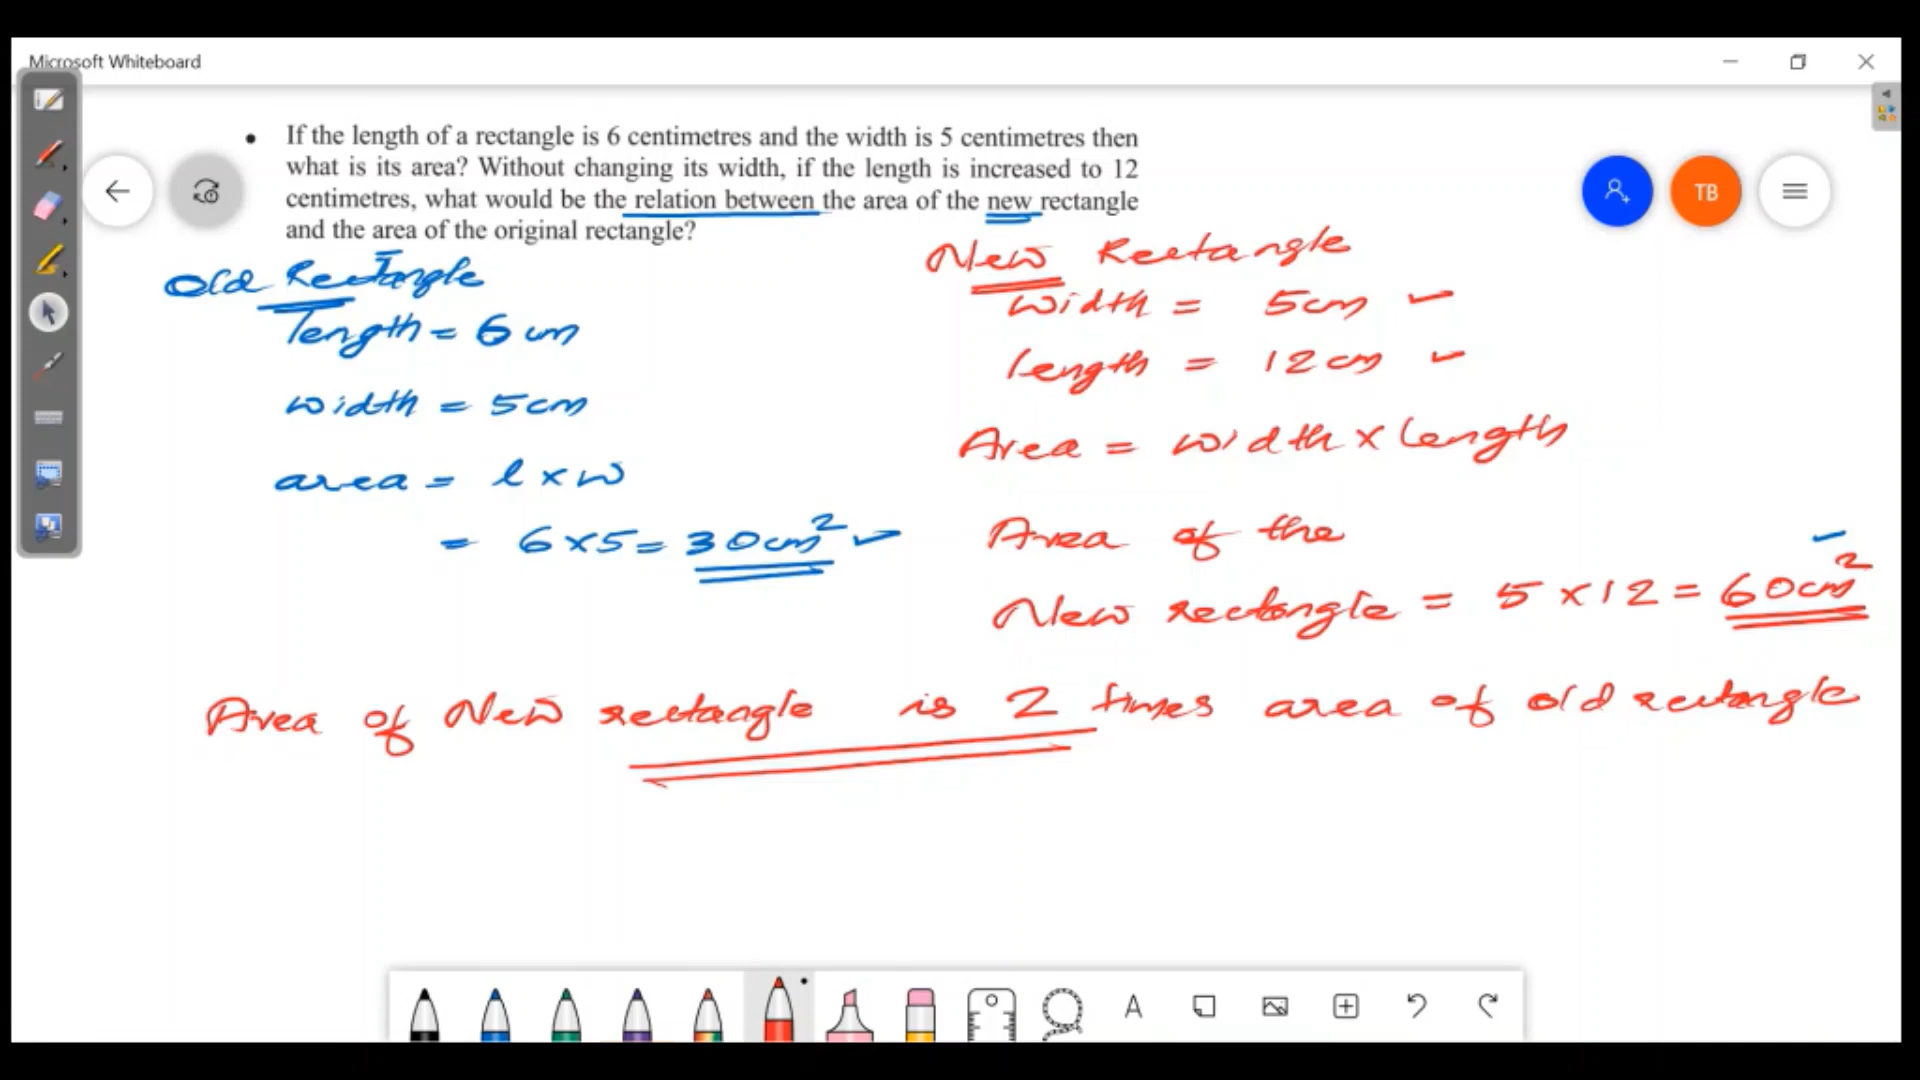 Microsoft Whiteboard
• If the length of a rectangle is 6 centimetres and the width is 5 centimetres then
what is its area? Without changing its width, if the length is increased to 12
centimetres, what would be the relation between the area of the new rectangle
and the area of the original rectangle?
TB
Old Rectangle
length = 6 cm
width = 5cm
area = l x w
= 6 x 5 = 30cm²
New Rectangle
width = 5cm
length = 12cm
Area = width x length
Area of the
New rectangle = 5 x 12 = 60cm²
Area of New rectangle is 2 times area of old rectangle
A